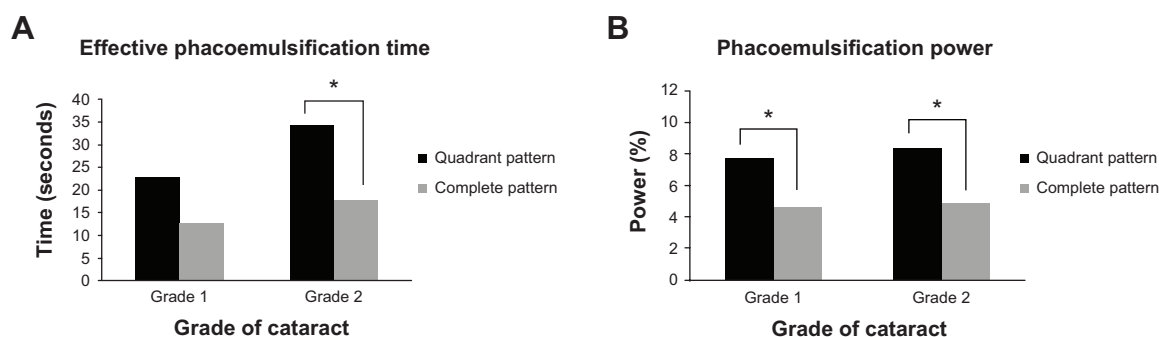 A
Effective phacoemulsification time
Time (seconds)
40
35
30
25
20
15
10
5
0
*
Grade 1
Grade 2
Grade of cataract
Quadrant pattern
Complete pattern
B
Phacoemulsification power
Power (%)
12
10
8
6
4
2
0
*
*
Grade 1
Grade 2
Grade of cataract
Quadrant pattern
Complete pattern